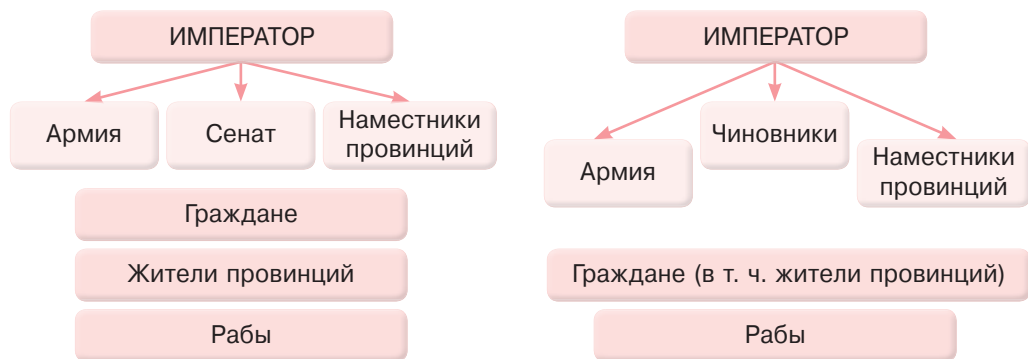 ИМПЕРАТОР
Армия
Сенат
Наместники
провинций
Граждане
Жители провинций
Рабы
ИМПЕРАТОР
Армия
Чиновники
Наместники
провинций
Граждане (в т. ч. жители провинций)
Рабы